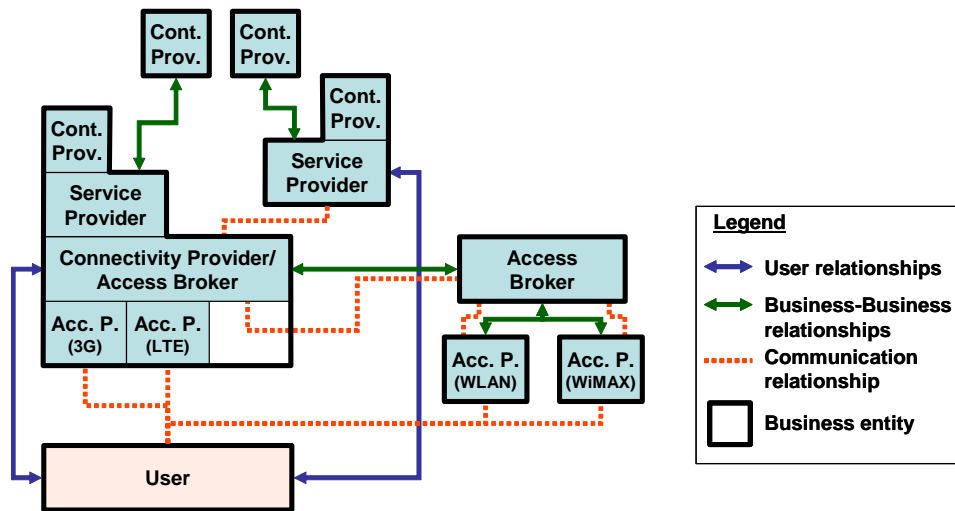 Cont.
Prov.
Cont.
Prov.
Cont.
Prov.
Cont.
Prov.
Service
Provider
Service
Provider
Connectivity Provider/
Access Broker
Access
Broker
Acc. P.
(3G)
Acc. P.
(LTE)
Acc. P.
(WLAN)
Acc. P.
(WiMAX)
User
Legend
User relationships
Business-Business
relationships
Communication
relationship
Business entity